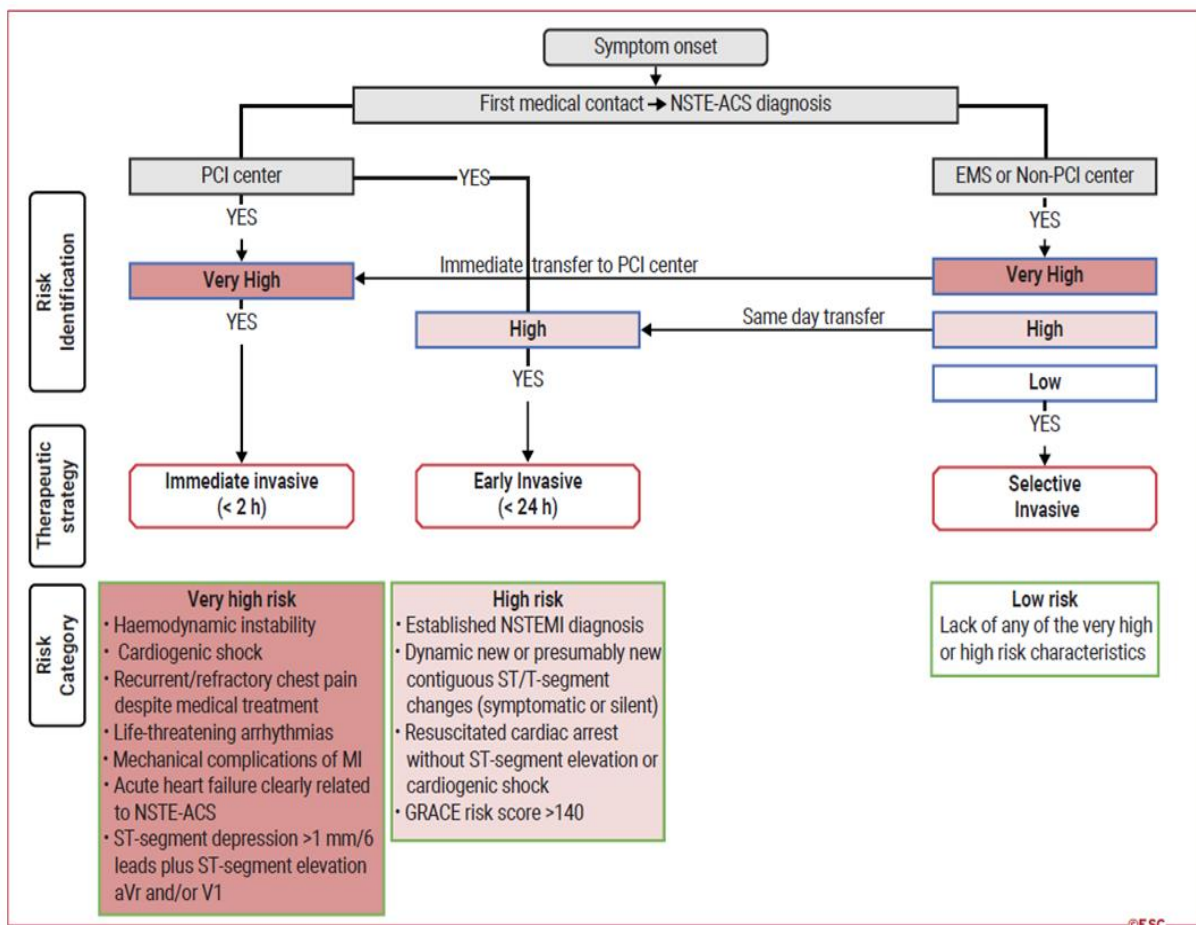 Symptom onset
First medical contact → NSTE-ACS diagnosis
PCI center
YES
EMS or Non-PCI center
YES
YES
Risk
Identification
Very High
Immediate transfer to PCI center
Very High
YES
High
Same day transfer
High
YES
Low
YES
Therapeutic
strategy
Immediate invasive
(< 2 h)
Early Invasive
(< 24 h)
Selective
Invasive
Risk
Category
Very high risk
· Haemodynamic instability
· Cardiogenic shock
· Recurrent/refractory chest pain
despite medical treatment
· Life-threatening arrhythmias
· Mechanical complications of MI
· Acute heart failure clearly related
to NSTE-ACS
· ST-segment depression >1 mm/6
leads plus ST-segment elevation
aVr and/or V1
High risk
· Established NSTEMI diagnosis
· Dynamic new or presumably new
contiguous ST/T-segment
changes (symptomatic or silent)
· Resuscitated cardiac arrest
without ST-segment elevation or
cardiogenic shock
· GRACE risk score >140
Low risk
Lack of any of the very high
or high risk characteristics
©ESC